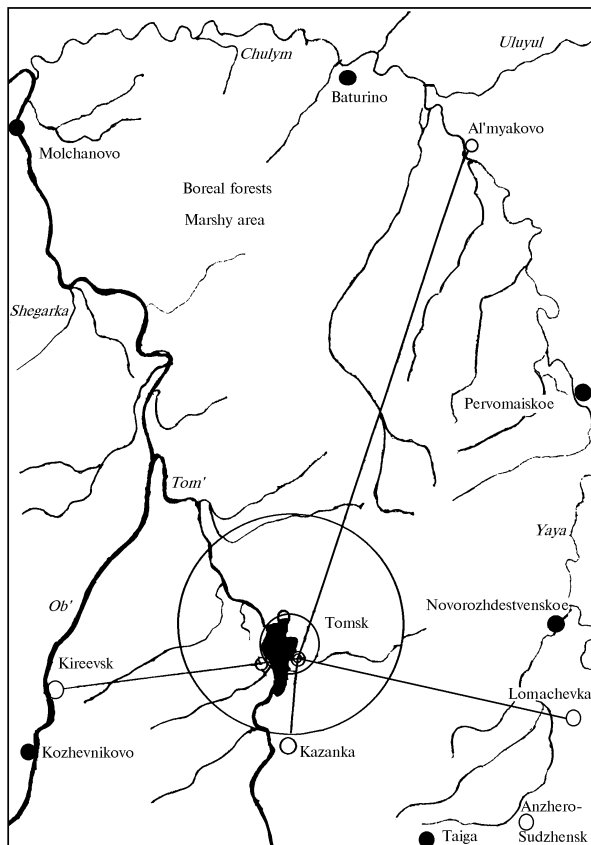 Chulym
Uluyul
Baturino
Al'myakovo
Molchanovo
Boreal forests
Marshy area
Shegarka
Pervomaiskoe
Tom'
Yaya
Ob'
Novorozhdestvenskoe
Tomsk
Kireevsk
Lomachevka
Kozhevnikovo
Kazanka
Anzhero-
Sudzhensk
Taiga